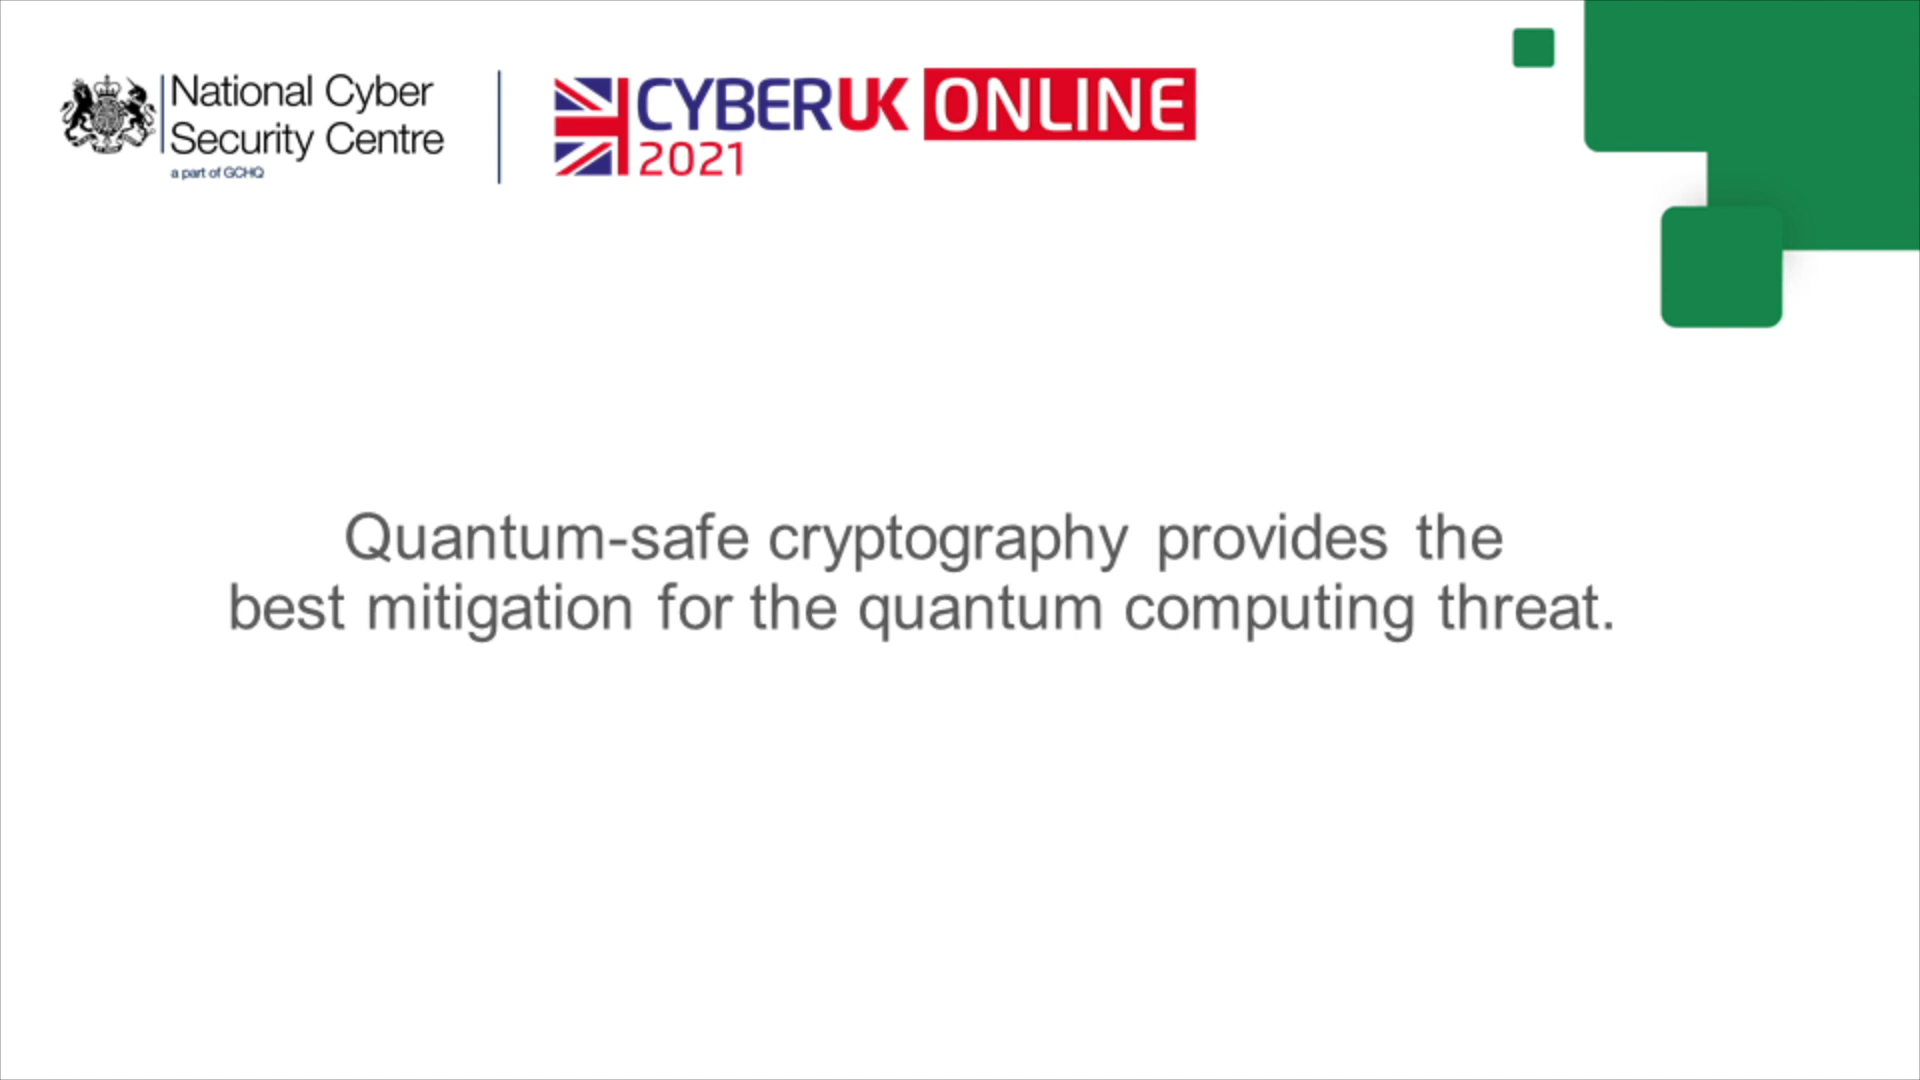 National Cyber
Security Centre
a part of GCHQ
CYBERUK ONLINE
2021
Quantum-safe cryptography provides the
best mitigation for the quantum computing threat.